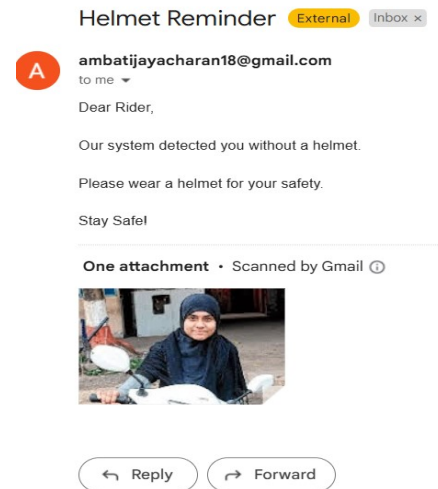 Helmet Reminder External Inbox ×
A
ambatijayacharan18@gmail.com
to me
Dear Rider,
Our system detected you without a helmet.
Please wear a helmet for your safety.
Stay Safe!
One attachment • Scanned by Gmail
Reply Forward